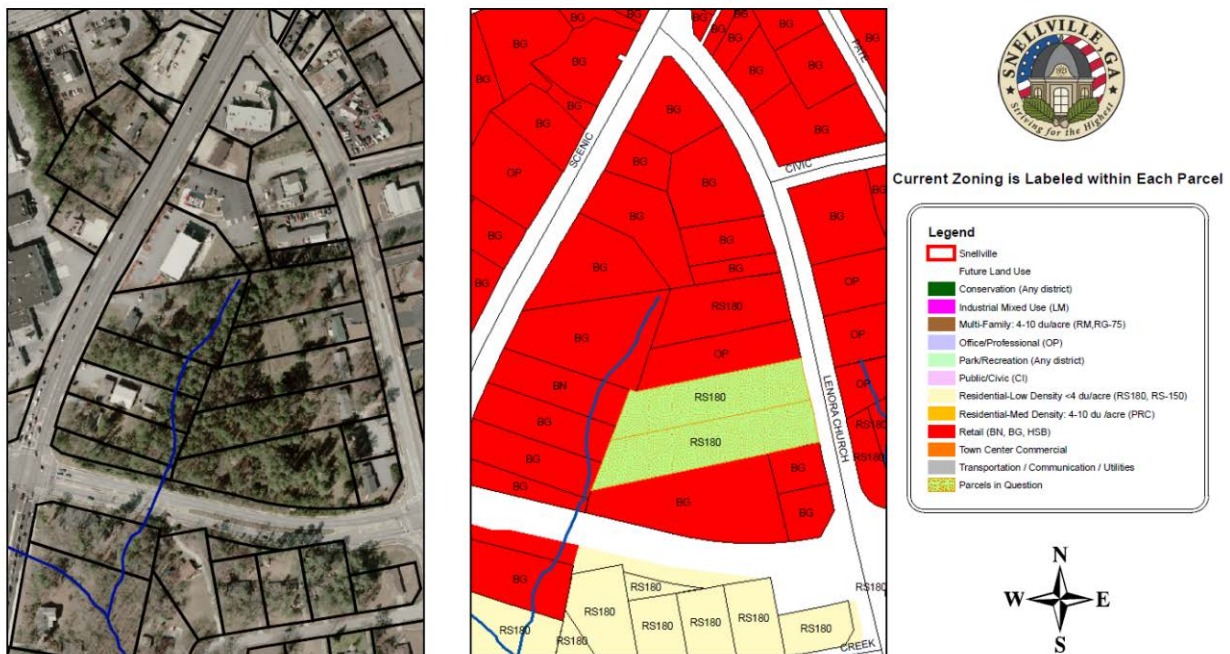 BG
BG
BG
BG
PATE
BG
BG
BG
BG
BG
SCENIC
BG
BG
CIVIC
OP
BG
BG
BG
BG
BG
BG
BG
BG
BG
BG
OP
RS180
BG
OP
BN
OP
RS180
LENORA CHURCH
BG
RS180
RS180
RS180
BG
BG
BG
BG
BG
BG
RS180
RS180
RS180
RS180
RS180
RS180
RS180
RS180
CREEK
SNELLVILLE, GA
Striving for the Highest
Current Zoning is Labeled within Each Parcel
Legend
Snellville
Future Land Use
Conservation (Any district)
Industrial Mixed Use (LM)
Multi-Family: 4-10 du/acre (RM,RG-75)
Office/Professional (OP)
Park/Recreation (Any district)
Public/Civic (CI)
Residential-Low Density <4 du/acre (RS180, RS-150)
Residential-Med Density: 4-10 du /acre (PRC)
Retail (BN, BG, HSB)
Town Center Commercial
Transportation / Communication / Utilities
Parcels in Question
N
W E
S